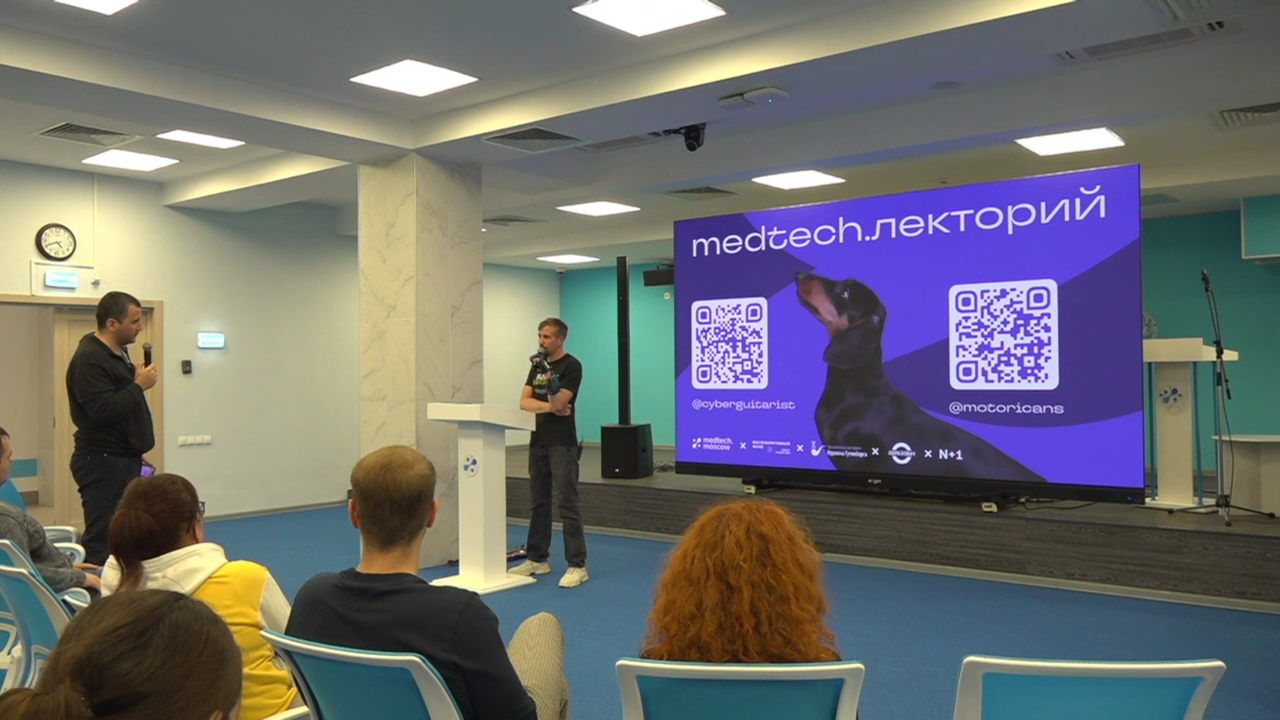 medtech.лекторий
@cyberguitarist
@motoricans
medtech.
moscow
x
x
x
x N+1